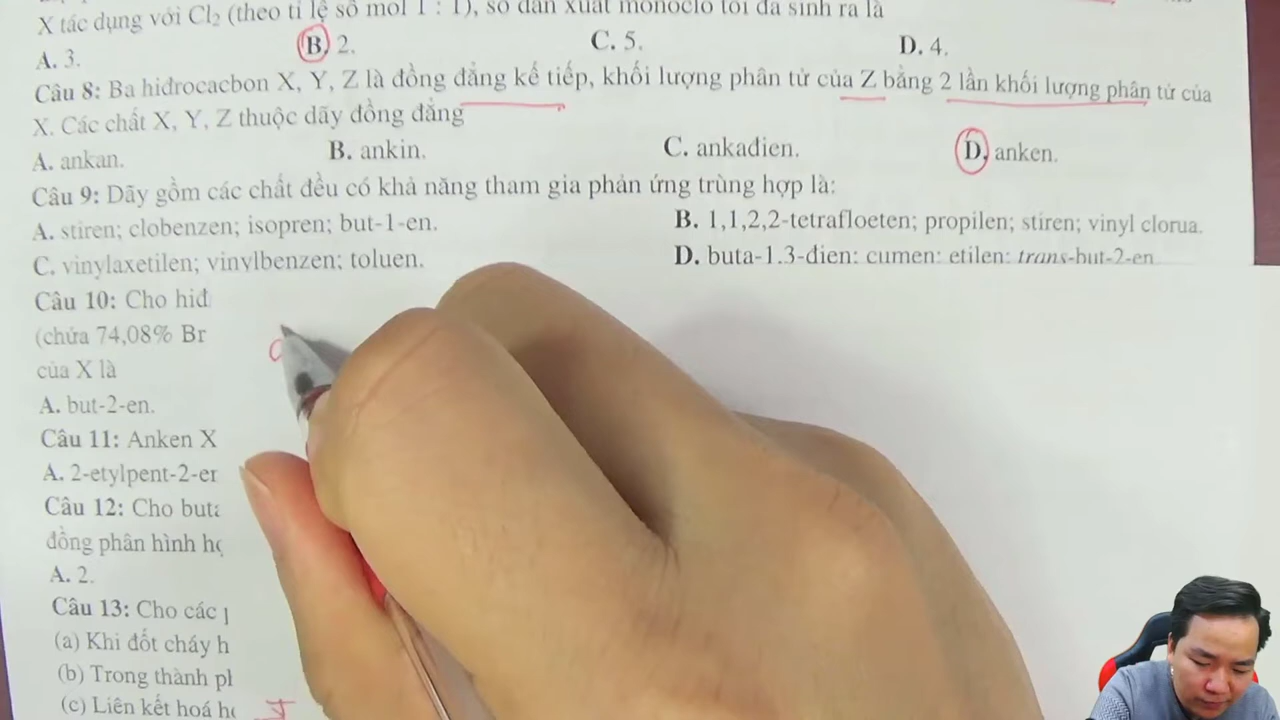 X tác dụng với Cl₂ (theo tỉ lệ số mol 1 : 1), số dẫn xuất monoclo tối đa sinh ra là
A. 3. B. 2. C. 5. D. 4.
Câu 8: Ba hiđrocacbon X, Y, Z là đồng đẳng kế tiếp, khối lượng phân tử của Z bằng 2 lần khối lượng phân tử của
X. Các chất X, Y, Z thuộc dãy đồng đẳng
A. ankan. B. ankin. C. ankadien. D. anken.
Câu 9: Dãy gồm các chất đều có khả năng tham gia phản ứng trùng hợp là:
A. stiren; clobenzen; isopren; but-1-en. B. 1,1,2,2-tetrafloeten; propilen; stiren; vinyl clorua.
C. vinylaxetilen; vinylbenzen; toluen. D. buta-1.3-đien; cumen; etilen; trans-but-2-en
Câu 10: Cho hiđ
(chứa 74,08% Br
của X là
A. but-2-en.
Câu 11: Anken X
A. 2-etylpent-2-er
Câu 12: Cho buta
đồng phân hình họ
A. 2.
Câu 13: Cho các p
(a) Khi đốt cháy h
(b) Trong thành ph
(c) Liên kết hoá họ